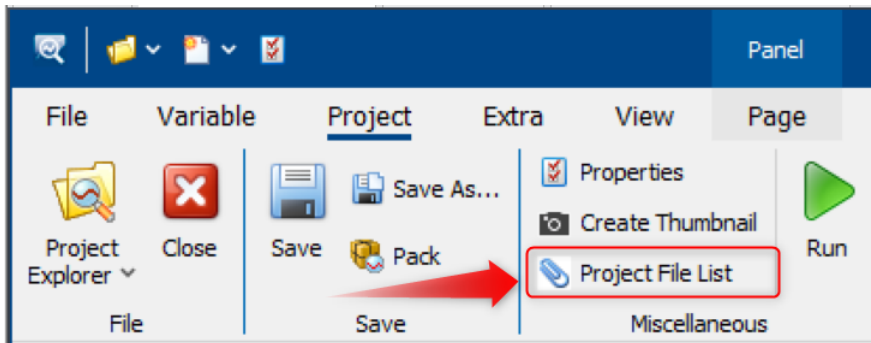 Panel
File Variable Project Extra View Page
Project Explorer
Close
File
Save
Save As...
Pack
Save
Properties
Create Thumbnail
Project File List
Miscellaneous
Run